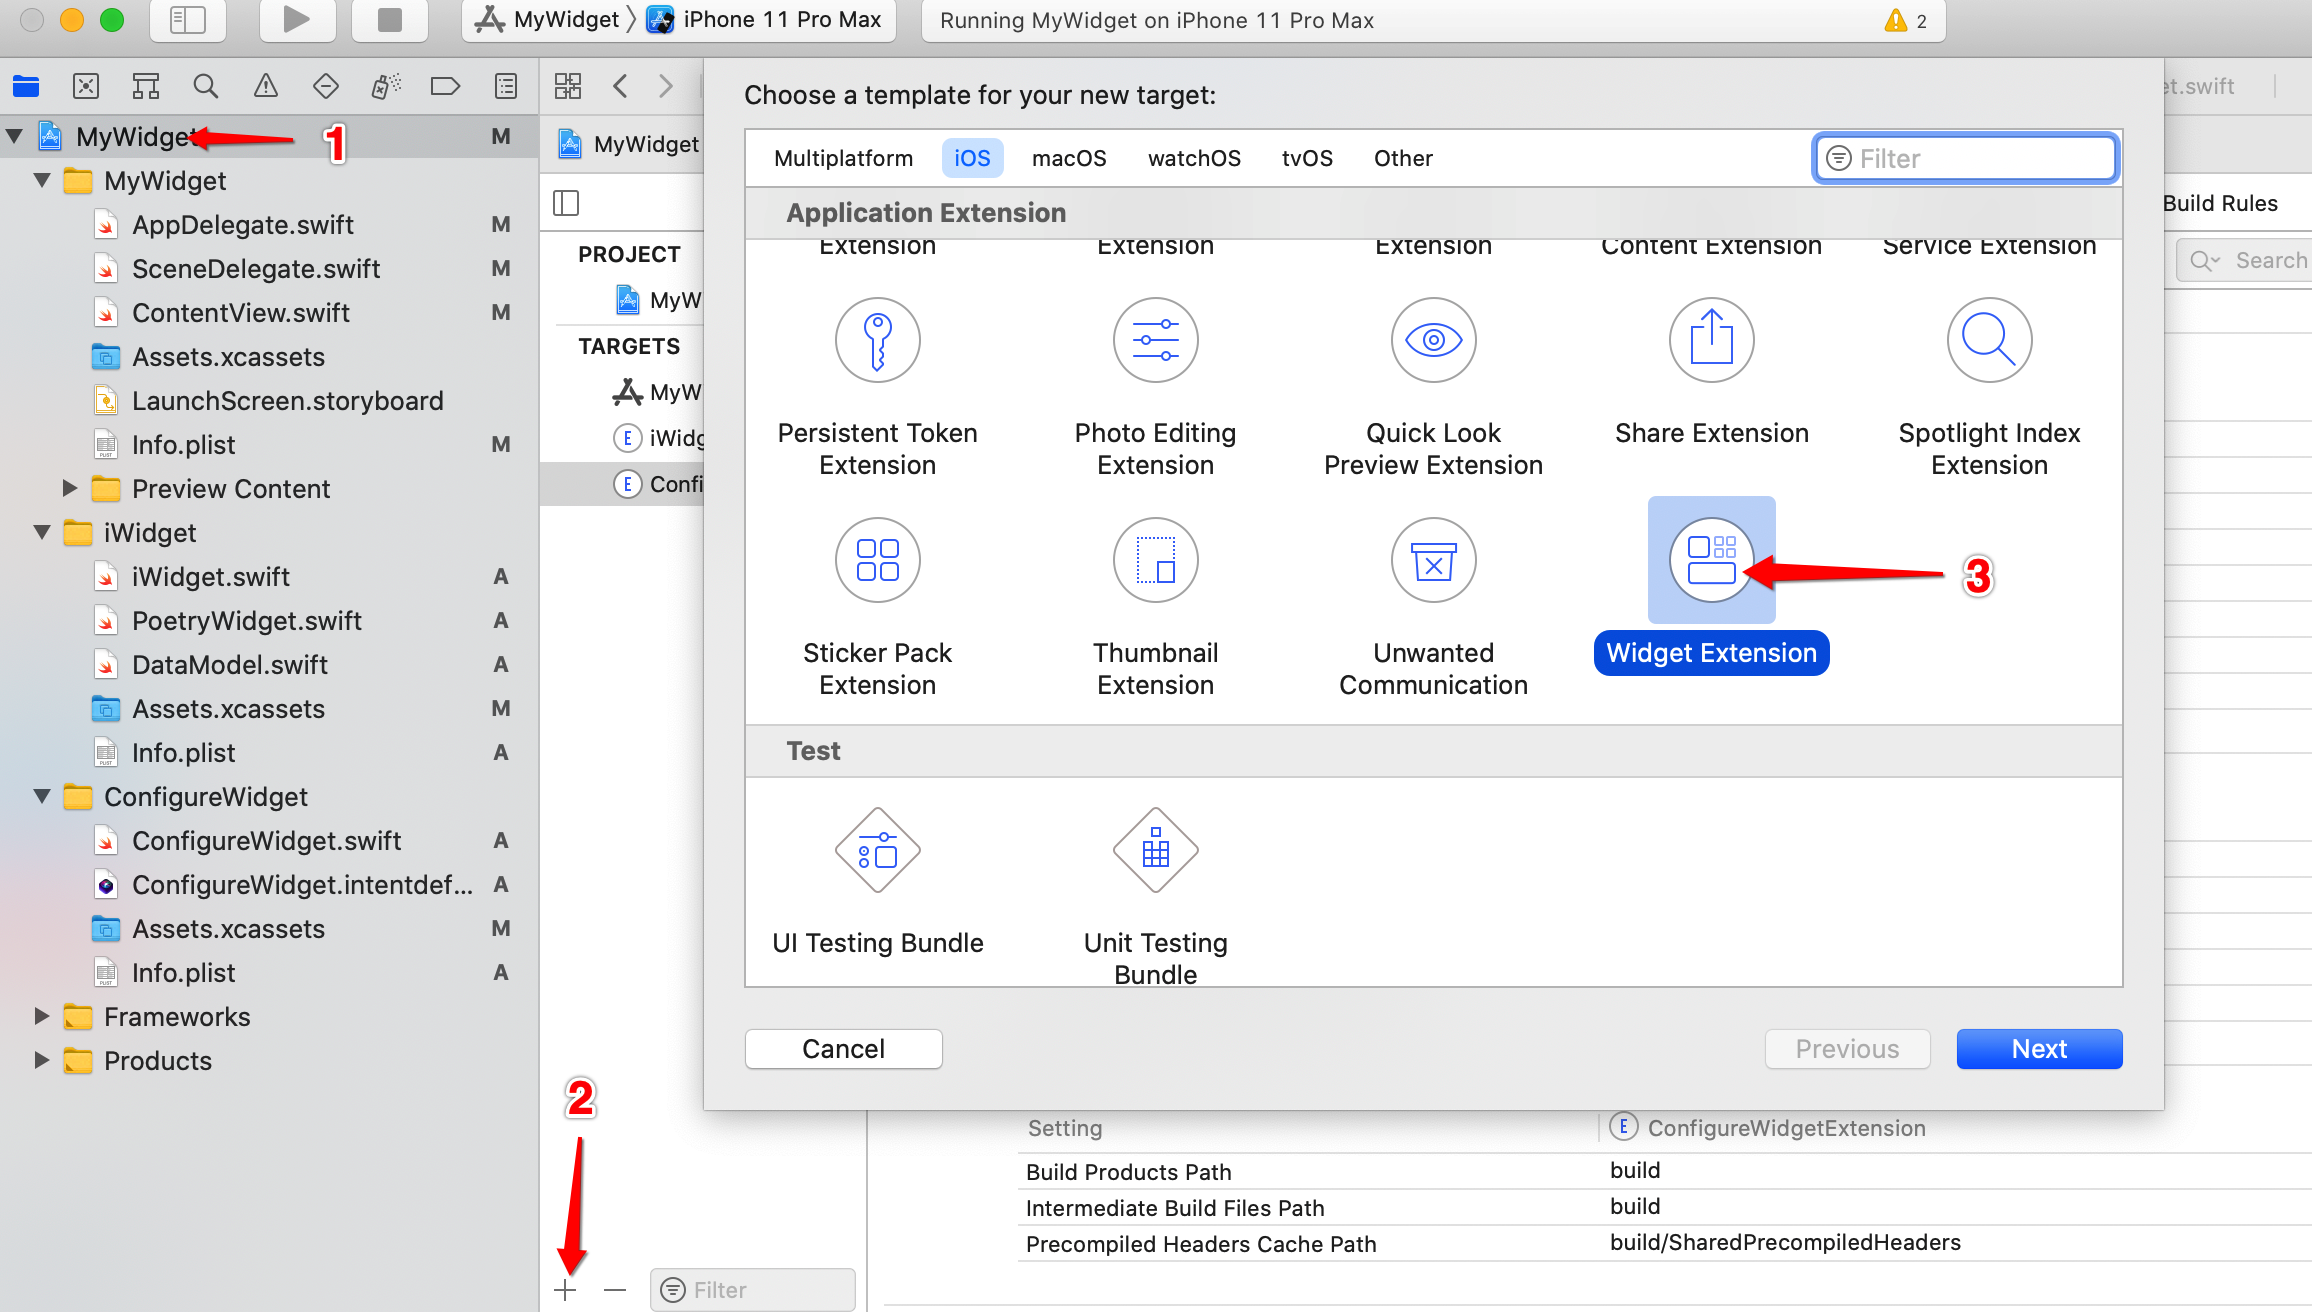 MyWidget 〉 iPhone 11 Pro Max
Running MyWidget on iPhone 11 Pro Max
2
MyWidget M
1
MyWidget
AppDelegate.swift M
SceneDelegate.swift M
ContentView.swift M
Assets.xcassets
LaunchScreen.storyboard
Info.plist M
Preview Content
iWidget
iWidget.swift A
PoetryWidget.swift A
DataModel.swift A
Assets.xcassets M
Info.plist A
ConfigureWidget
ConfigureWidget.swift A
ConfigureWidget.intentdef... A
Assets.xcassets M
Info.plist A
Frameworks
Products
MyWidget
PROJECT
MyW
TARGETS
MyW
E iWidg
E Confi
2
Filter
Choose a template for your new target:
Multiplatform iOS macOS watchOS tvOS Other
Filter
Application Extension
Extension Extension Extension Content Extension Service Extension
Persistent Token Extension
Photo Editing Extension
Quick Look Preview Extension
Share Extension
Spotlight Index Extension
Sticker Pack Extension
Thumbnail Extension
Unwanted Communication
Widget Extension
3
Test
UI Testing Bundle
Unit Testing Bundle
Cancel
Previous
Next
et.swift
Build Rules
Search
Setting E ConfigureWidgetExtension
Build Products Path build
Intermediate Build Files Path build
Precompiled Headers Cache Path build/SharedPrecompiledHeaders